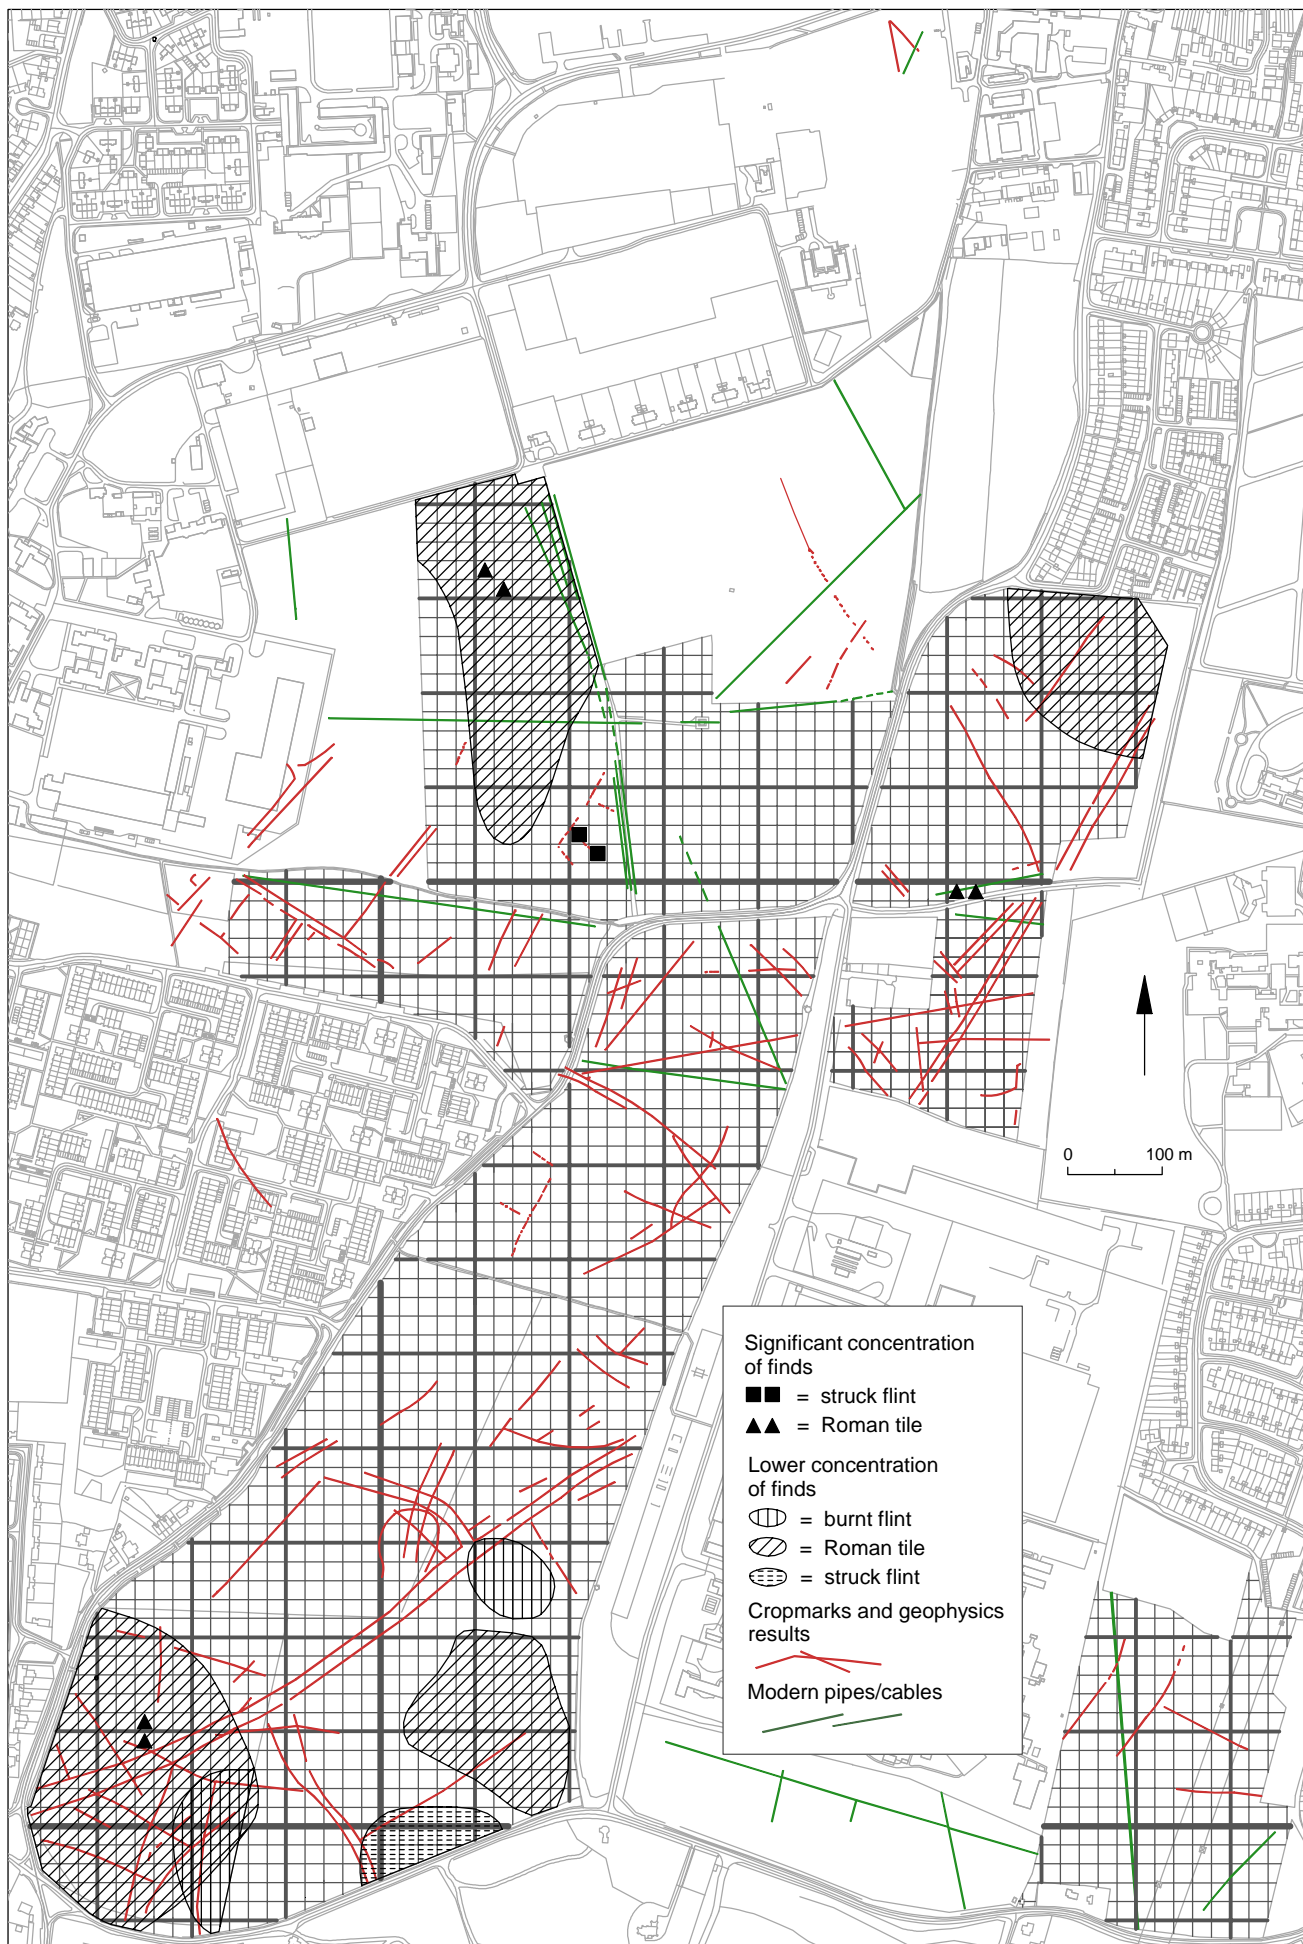 0 100 m
Significant concentration
of finds
= struck flint
= Roman tile
Lower concentration
of finds
= burnt flint
= Roman tile
= struck flint
Cropmarks and geophysics
results
Modern pipes/cables